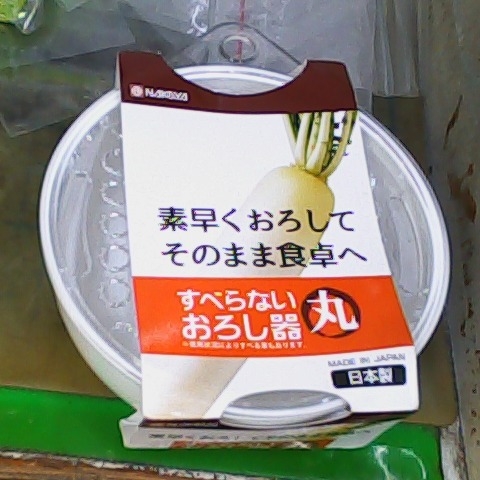 NAKAYA
素早くおろして
そのまま食卓へ
すべらない
おろし器 丸
MADE IN JAPAN
日本製